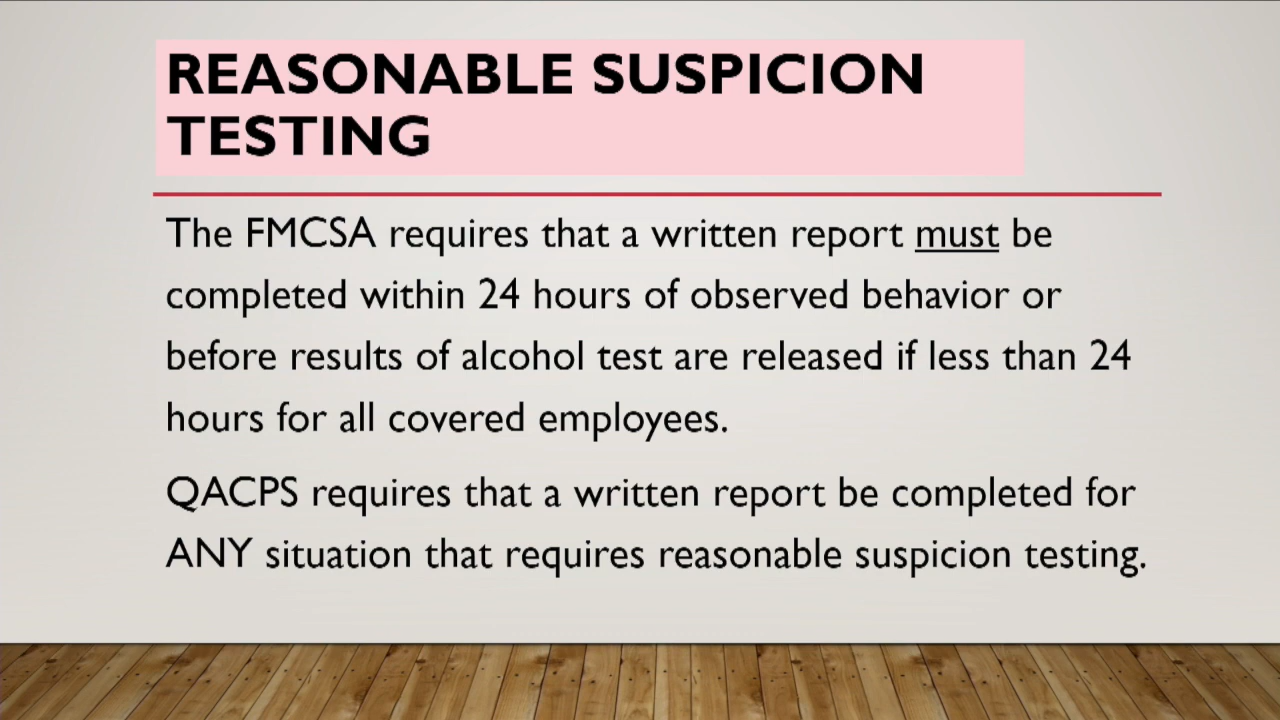 REASONABLE SUSPICION
TESTING
The FMCSA requires that a written report must be
completed within 24 hours of observed behavior or
before results of alcohol test are released if less than 24
hours for all covered employees.
QACPS requires that a written report be completed for
ANY situation that requires reasonable suspicion testing.